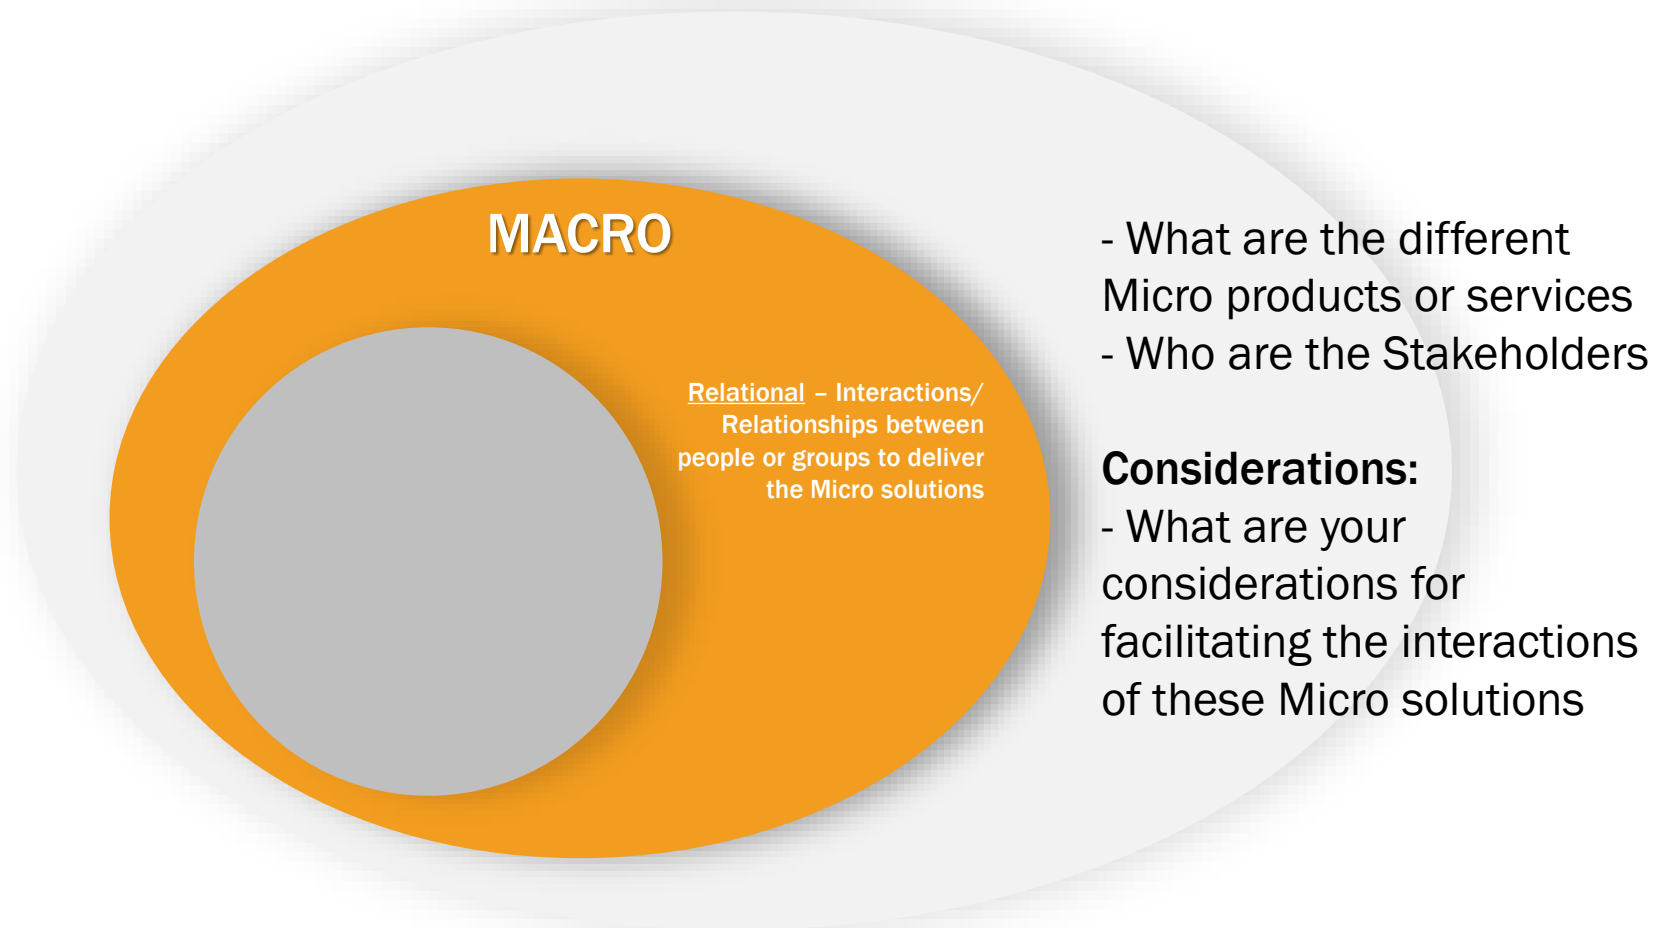 MACRO
Relational – Interactions/
Relationships between
people or groups to deliver
the Micro solutions
- What are the different
Micro products or services
- Who are the Stakeholders
Considerations:
- What are your
considerations for
facilitating the interactions
of these Micro solutions